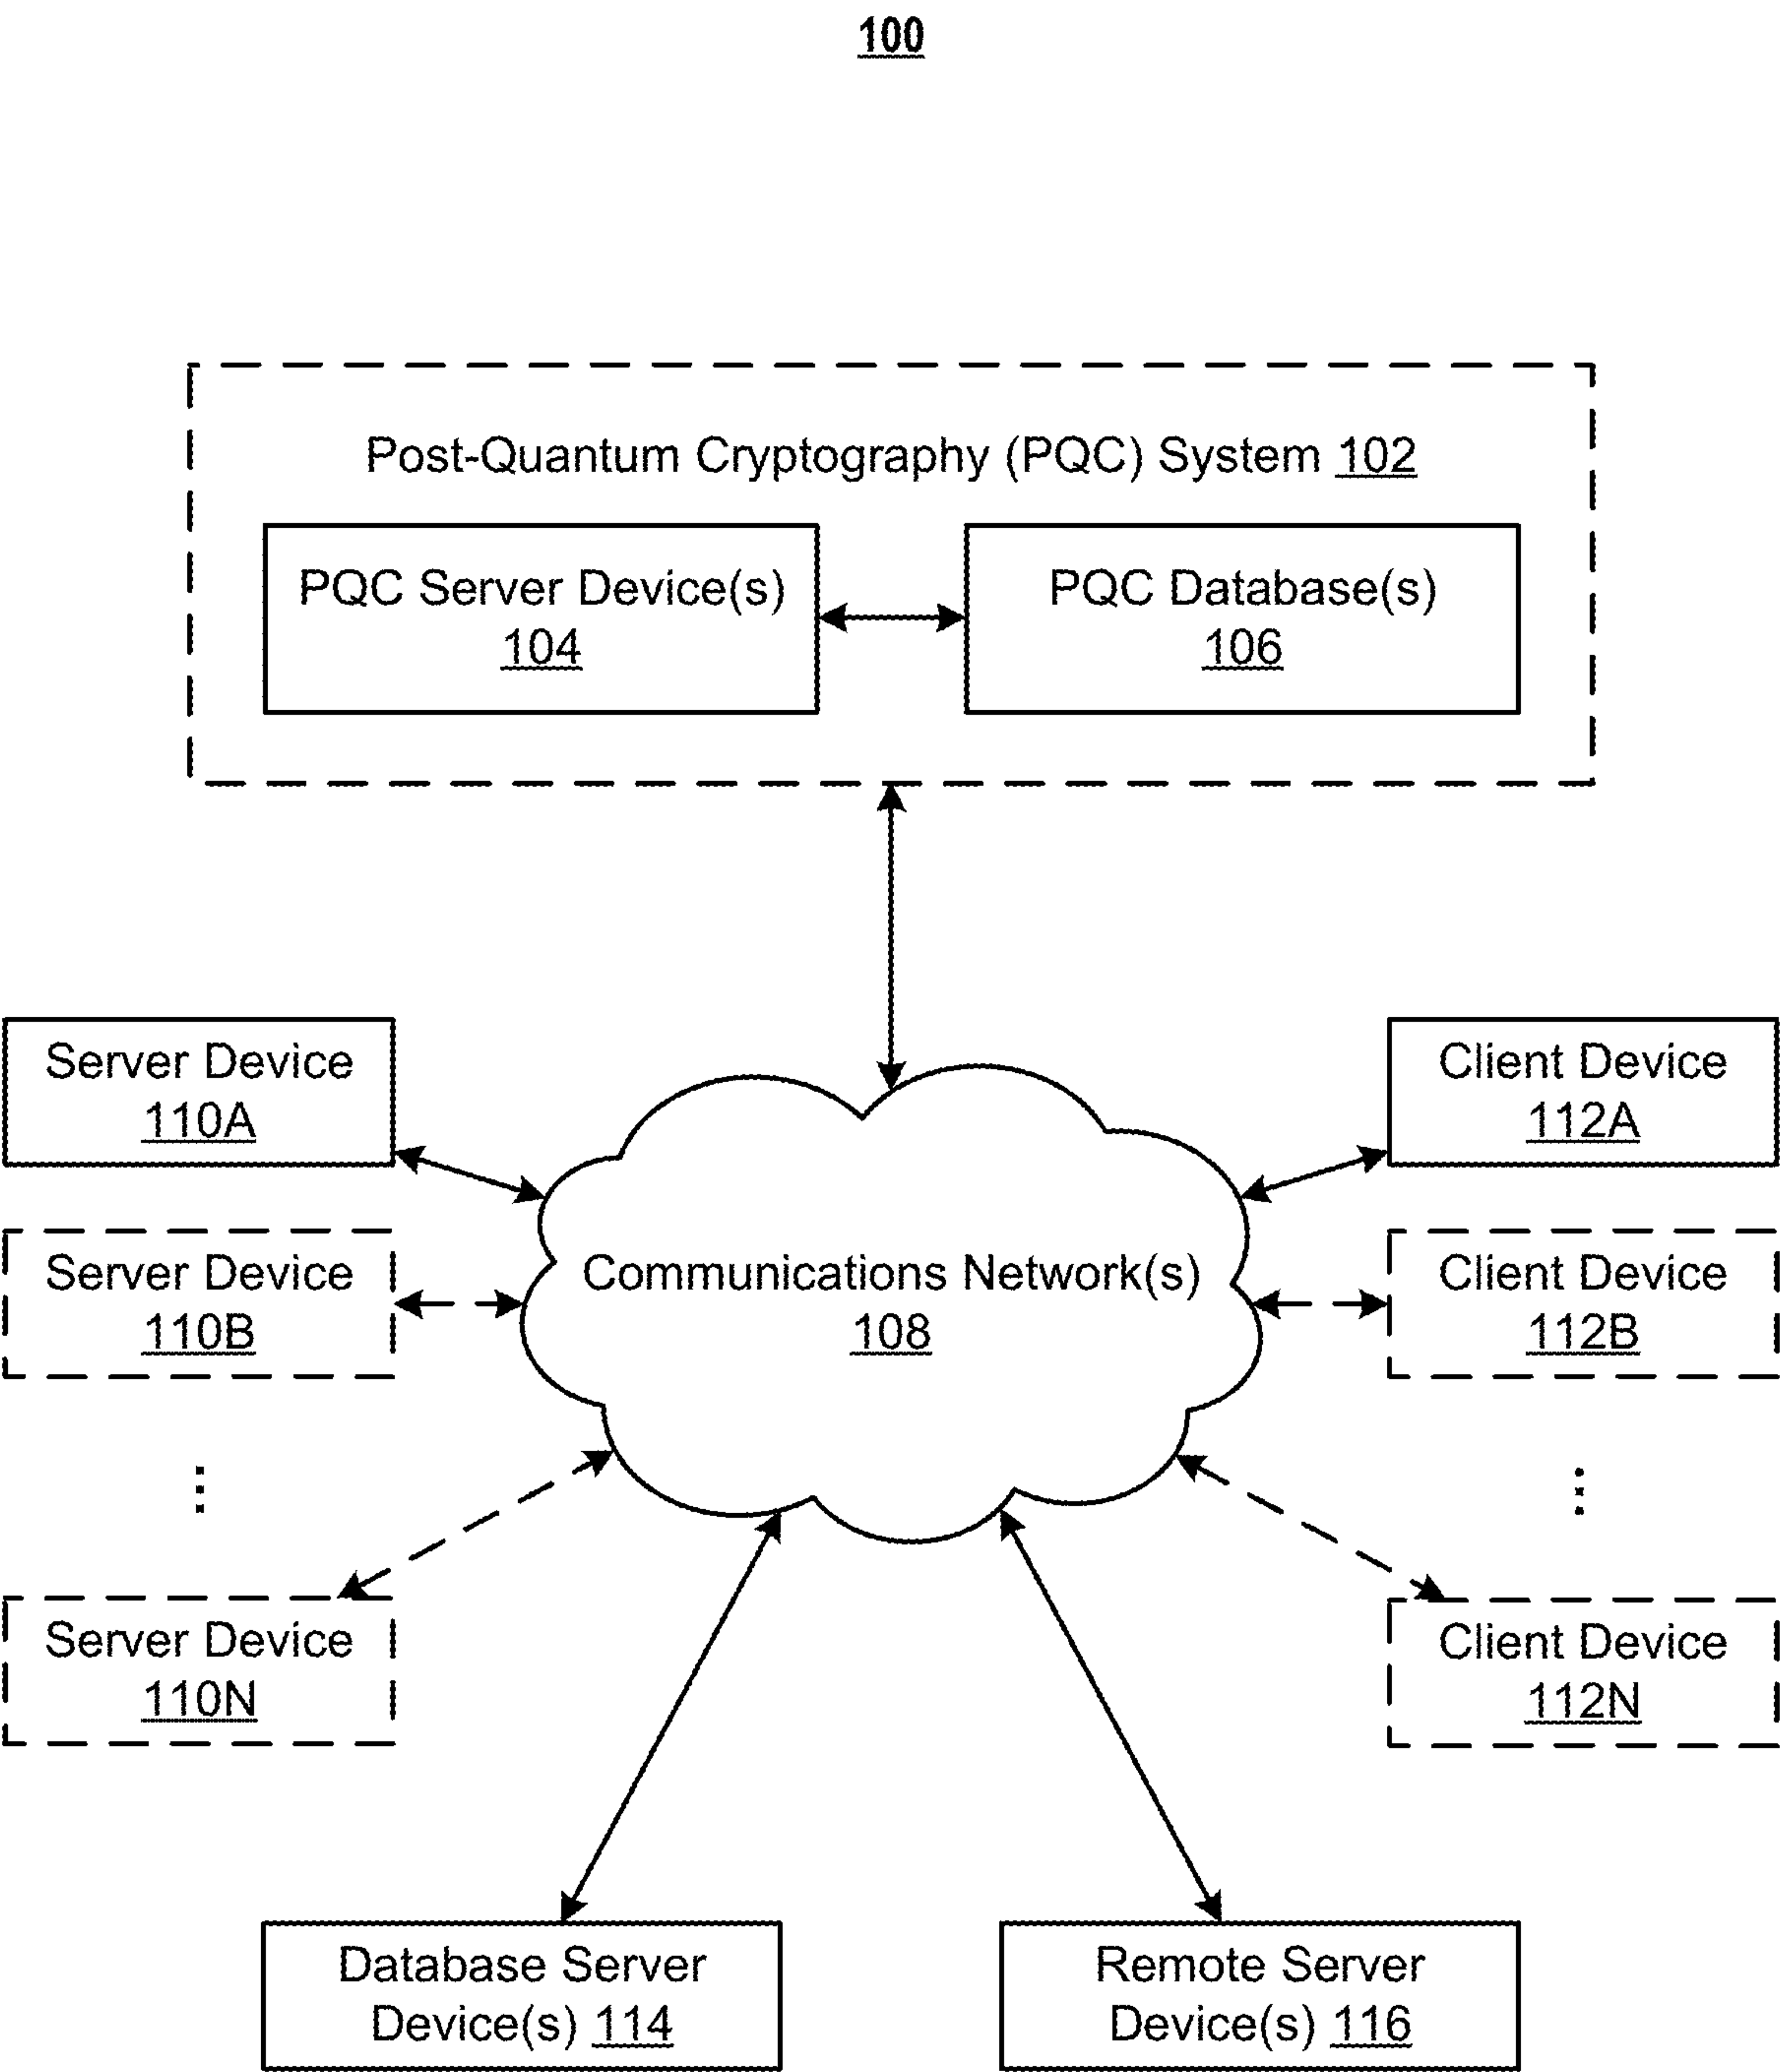 100
Post-Quantum Cryptography (PQC) System 102
PQC Server Device(s)
104
PQC Database(s)
106
Server Device
110A
Client Device
112A
Server Device
110B
Communications Network(s)
108
Client Device
112B
Server Device
110N
Client Device
112N
Database Server
Device(s) 114
Remote Server
Device(s) 116